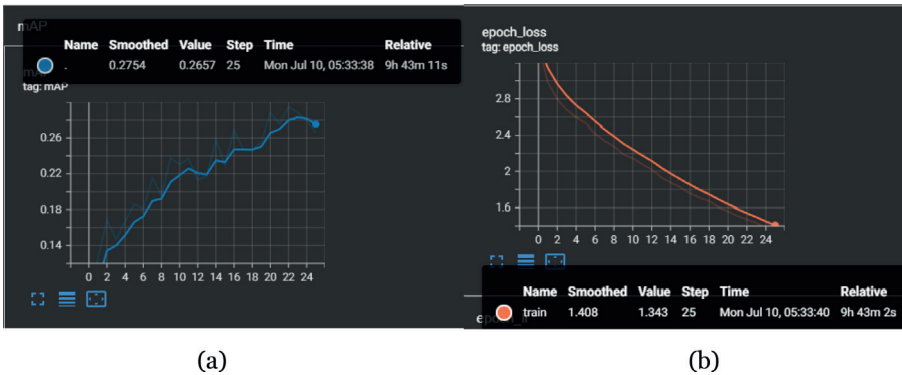 mAP
Name Smoothed Value Step Time Relative
. 0.2754 0.2657 25 Mon Jul 10, 05:33:38 9h 43m 11s
tag: mAP
0.26
0.22
0.18
0.14
0 2 4 6 8 10 12 14 16 18 20 22 24
(a)
epoch_loss
tag: epoch_loss
2.8
2.4
2
1.6
0 2 4 6 8 10 12 14 16 18 20 22 24
Name Smoothed Value Step Time Relative
train 1.408 1.343 25 Mon Jul 10, 05:33:40 9h 43m 2s
(b)